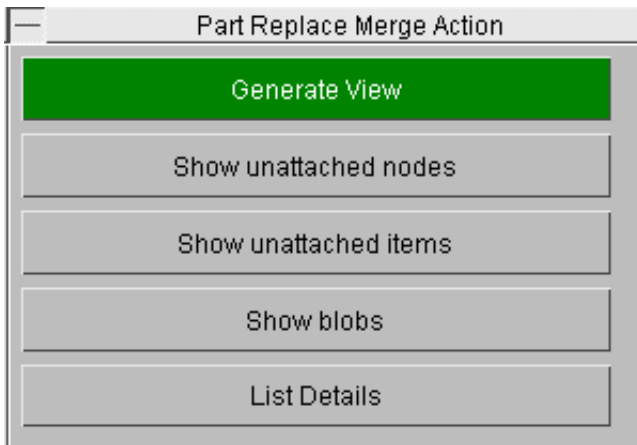 Part Replace Merge Action
Generate View
Show unattached nodes
Show unattached items
Show blobs
List Details